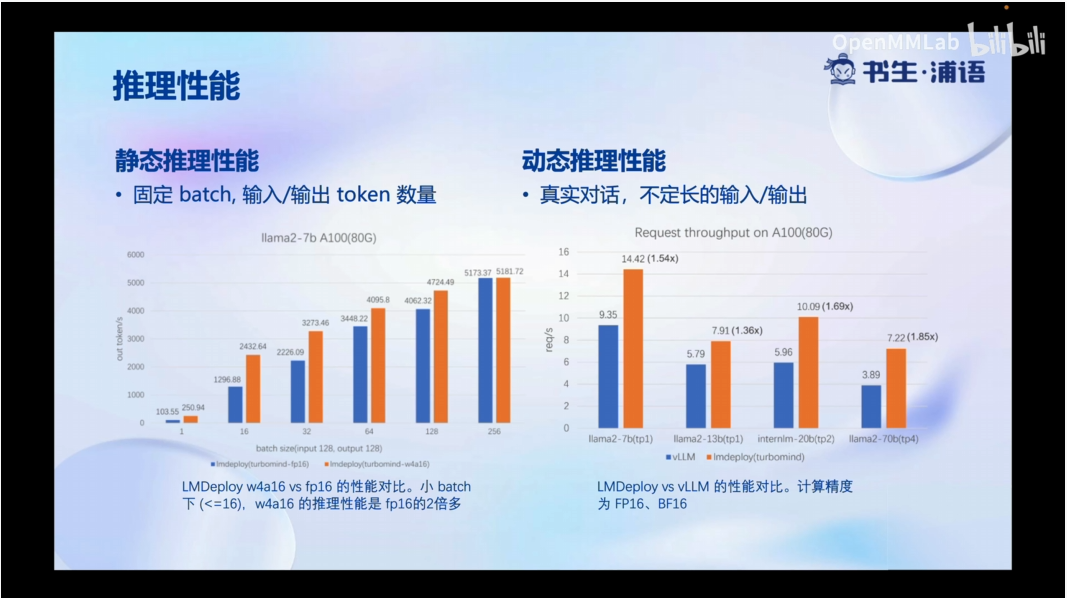 OpenMMLab bilibili
书生·浦语
推理性能
静态推理性能
• 固定 batch, 输入/输出 token 数量
llama2-7b A100(80G)
6000
5000
4000
3000
2000
1000
0
out token/s
103.55 250.94
1296.88 2432.64
2226.09 3273.46
3448.22 4095.8
4062.32 4724.49
5173.37 5181.72
1 16 32 64 128 256
batch size(input 128, output 128)
lmdeploy(turbomind-fp16) lmdeploy(turbomind-w4a16)
LMDeploy w4a16 vs fp16 的性能对比。小 batch
下 (<=16)，w4a16 的推理性能是 fp16的2倍多
动态推理性能
• 真实对话，不定长的输入/输出
Request throughput on A100(80G)
16
14
12
10
8
6
4
2
0
req/s
9.35 14.42 (1.54x)
5.79 7.91 (1.36x)
5.96 10.09 (1.69x)
3.89 7.22 (1.85x)
llama2-7b(tp1) llama2-13b(tp1) internlm-20b(tp2) llama2-70b(tp4)
vLLM lmdeploy(turbomind)
LMDeploy vs vLLM 的性能对比。计算精度
为 FP16、BF16